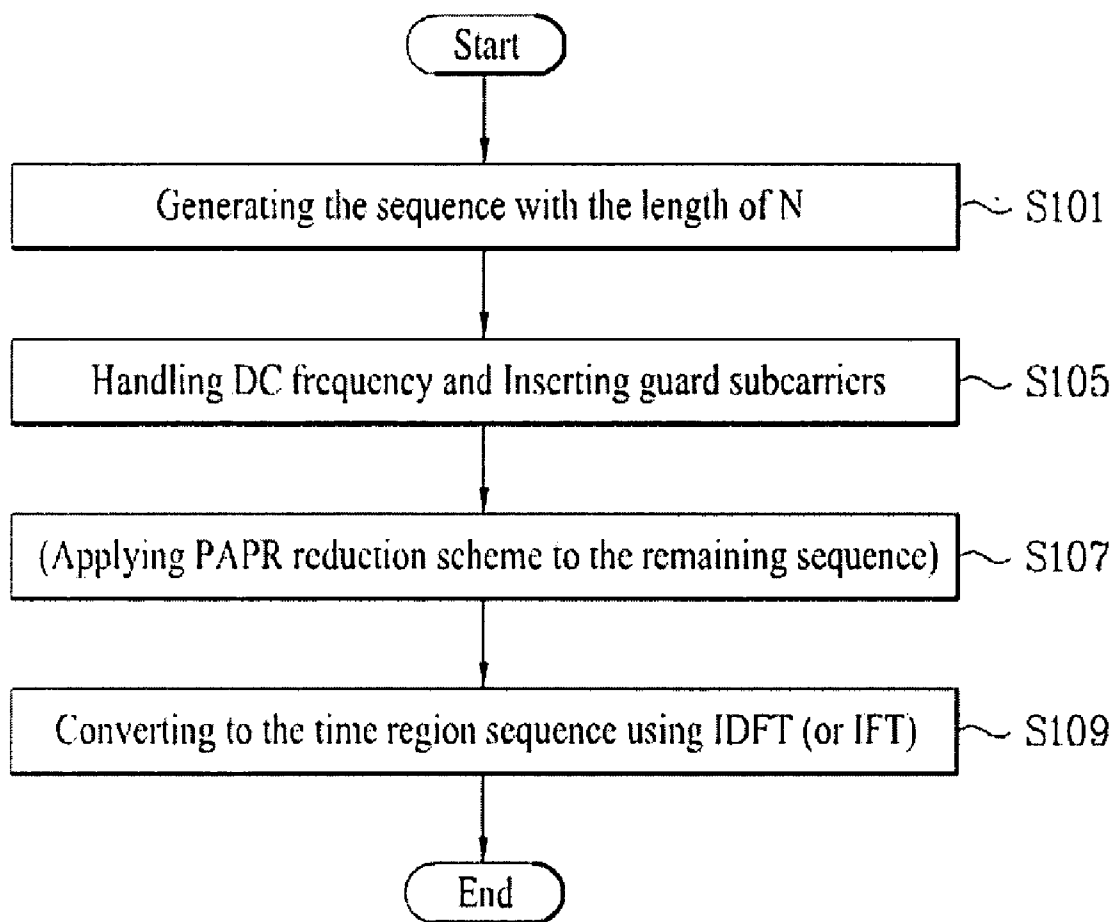 Start
Generating the sequence with the length of N
S101
Handling DC frequency and Inserting guard subcarriers
S105
(Applying PAPR reduction scheme to the remaining sequence)
S107
Converting to the time region sequence using IDFT (or IFT)
S109
End